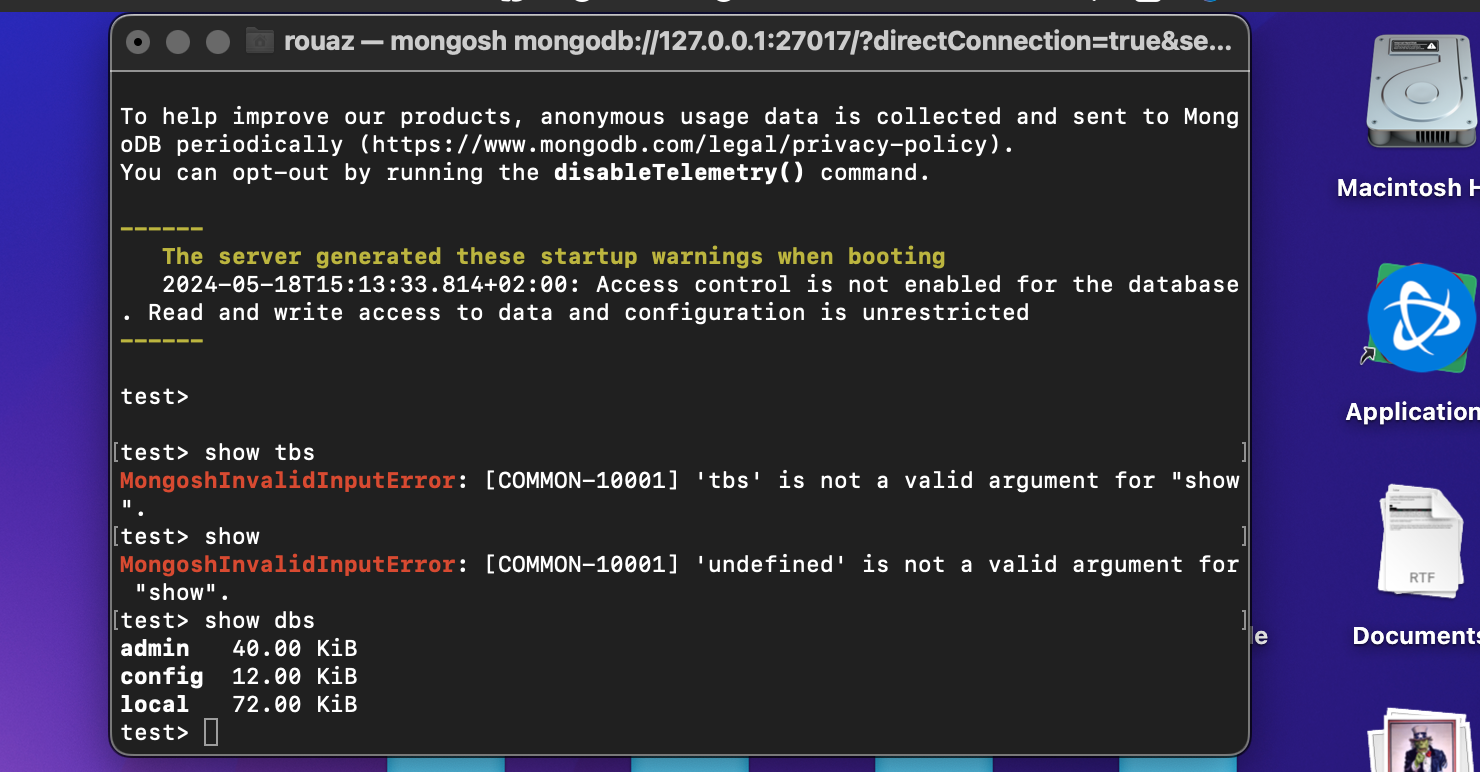 rouaz — mongosh mongodb://127.0.0.1:27017/?directConnection=true&se...
To help improve our products, anonymous usage data is collected and sent to Mong
oDB periodically (https://www.mongodb.com/legal/privacy-policy).
You can opt-out by running the disableTelemetry() command.
------
The server generated these startup warnings when booting
2024-05-18T15:13:33.814+02:00: Access control is not enabled for the database
. Read and write access to data and configuration is unrestricted
------
test>
[test> show tbs ]
MongoshInvalidInputError: [COMMON-10001] 'tbs' is not a valid argument for "show
".
[test> show ]
MongoshInvalidInputError: [COMMON-10001] 'undefined' is not a valid argument for
"show".
[test> show dbs ]
admin 40.00 KiB
config 12.00 KiB
local 72.00 KiB
test>
Macintosh H
Application
RTF
Documents
le